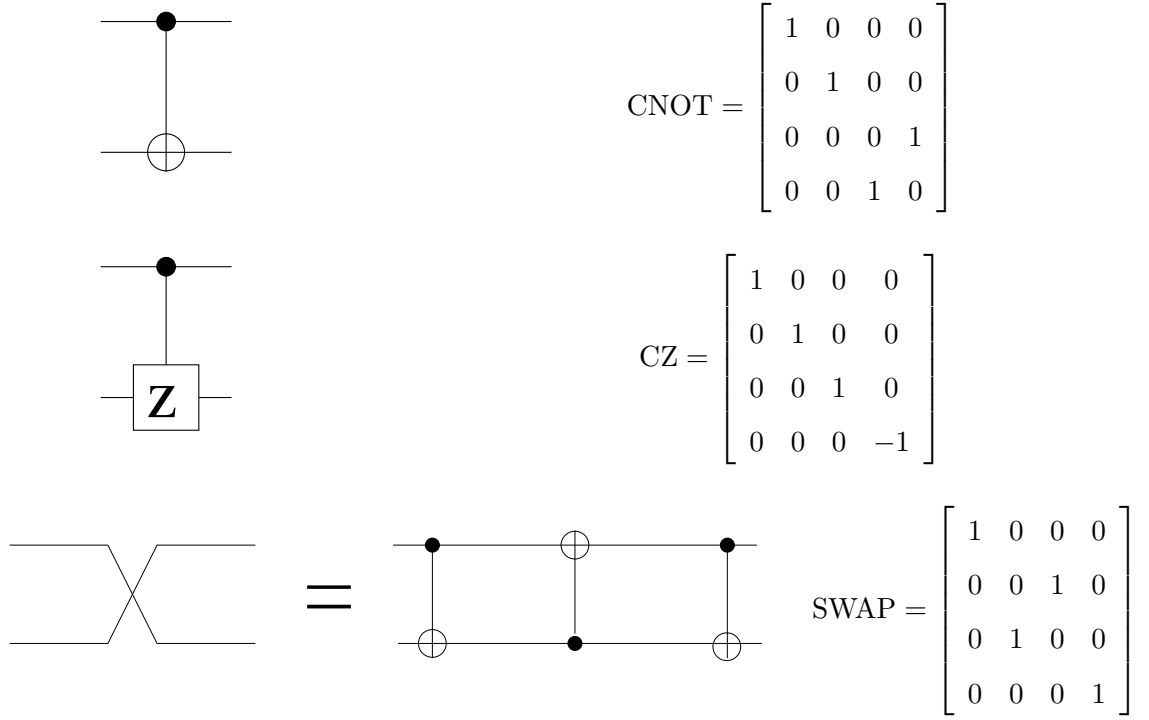 CNOT = [ 1 0 0 0
0 1 0 0
0 0 0 1
0 0 1 0 ]
Z
CZ = [ 1 0 0 0
0 1 0 0
0 0 1 0
0 0 0 −1 ]
=
SWAP = [ 1 0 0 0
0 0 1 0
0 1 0 0
0 0 0 1 ]